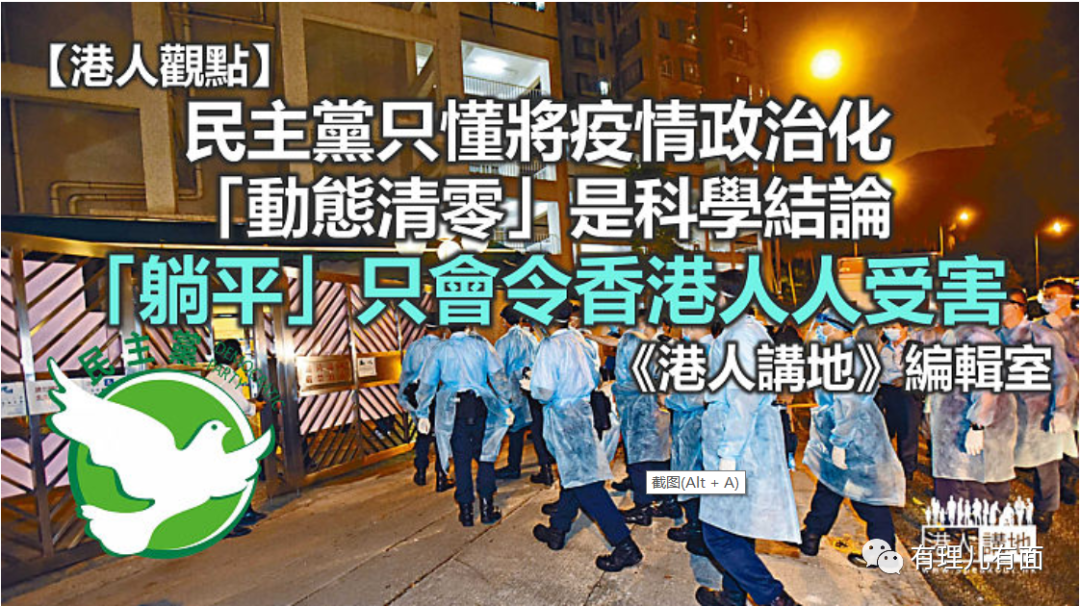 【港人觀點】
民主黨只懂將疫情政治化
「動態清零」是科學結論
「躺平」只會令香港人人受害
《港人講地》編輯室
民主黨
截图(Alt + A)
港人講地
有理儿有面